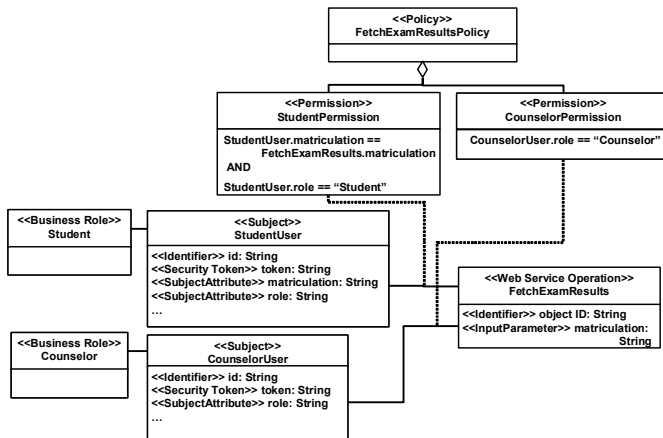 <<Policy>>
FetchExamResultsPolicy
<<Permission>>
StudentPermission
StudentUser.matriculation ==
FetchExamResults.matriculation
AND
StudentUser.role == “Student”
<<Permission>>
CounselorPermission
CounselorUser.role == “Counselor”
<<Business Role>>
Student
<<Subject>>
StudentUser
<<Identifier>> id: String
<<Security Token>> token: String
<<SubjectAttribute>> matriculation: String
<<SubjectAttribute>> role: String
…
<<Web Service Operation>>
FetchExamResults
<<Identifier>> object ID: String
<<InputParameter>> matriculation:
String
<<Business Role>>
Counselor
<<Subject>>
CounselorUser
<<Identifier>> id: String
<<Security Token>> token: String
<<SubjectAttribute>> role: String
…